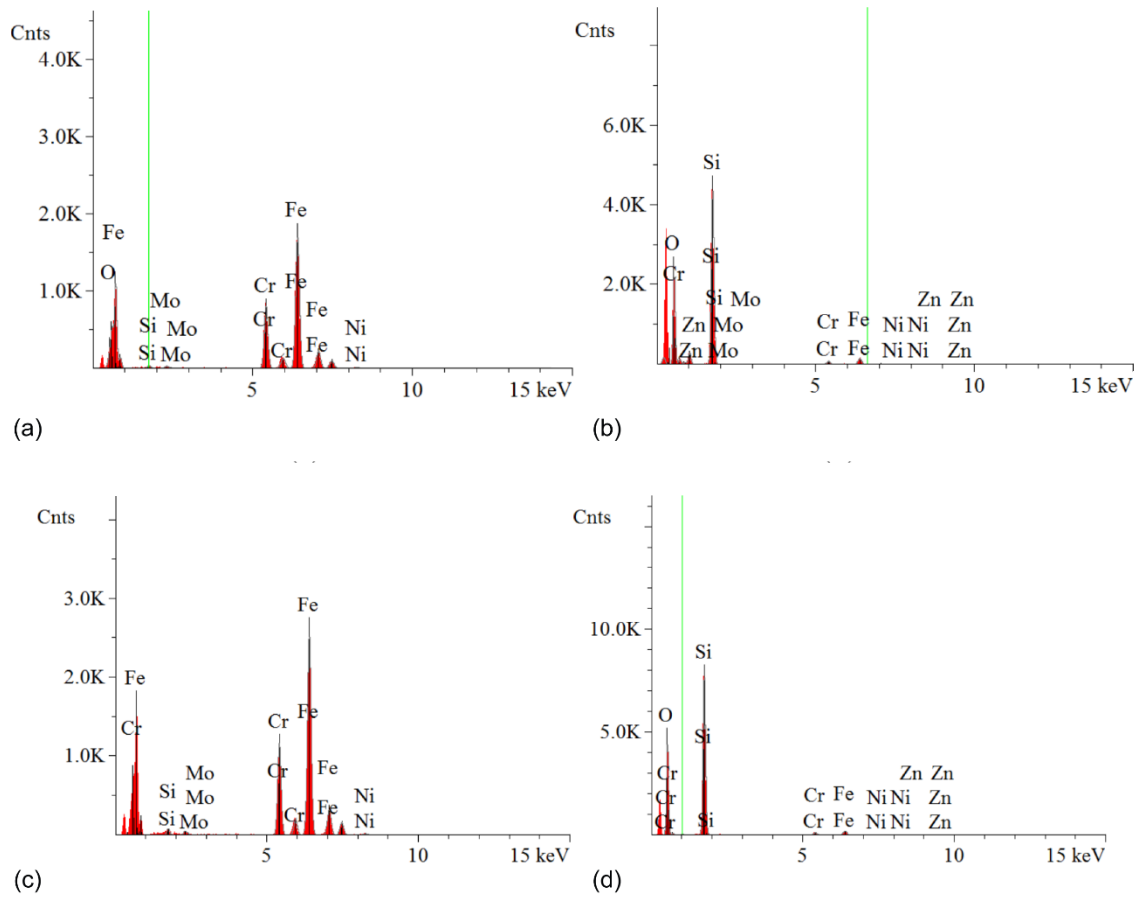 Cnts
4.0K
3.0K
Fe
Fe
2.0K
O
Cr
Fe
Mo
1.0K
Cr
Fe
Si
Mo
Ni
Si
Mo
Cr
Fe
Ni
5
10
15 keV
(a)
Cnts
6.0K
Si
4.0K
O
Si
Cr
2.0K
Si
Mo
Zn
Zn
Zn
Mo
Cr
Fe
Ni
Ni
Zn
Zn
Mo
Cr
Fe
Ni
Ni
Zn
5
10
15 keV
(b)
Cnts
3.0K
Fe
Fe
2.0K
Cr
Cr
Fe
1.0K
Mo
Cr
Fe
Si
Mo
Ni
Si
Mo
Cr
Fe
Ni
5
10
15 keV
(c)
Cnts
10.0K
Si
O
5.0K
Si
Cr
Zn
Zn
Cr
Cr
Fe
Ni
Ni
Zn
Cr
Si
Cr
Fe
Ni
Ni
Zn
5
10
15 keV
(d)